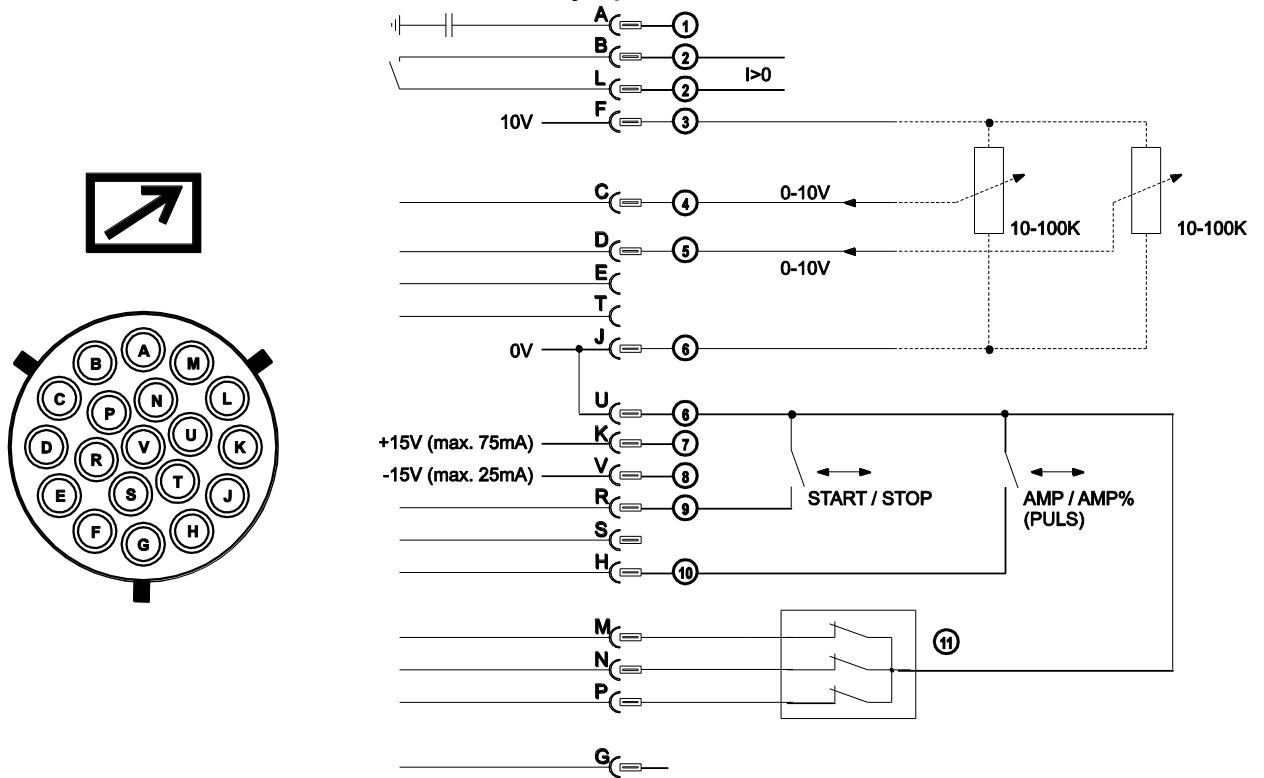 A 1
B 2
I>0
L 2
10V F 3
C 4 0-10V
10-100K 10-100K
D 5
0-10V
E
T
0V J 6
U 6
+15V (max. 75mA) K 7
-15V (max. 25mA) V 8
R 9
START / STOP AMP / AMP%
(PULS)
S
H 10
M
11
N
P
G
A
B M
C P N L
D R V U K
E S T J
F G H